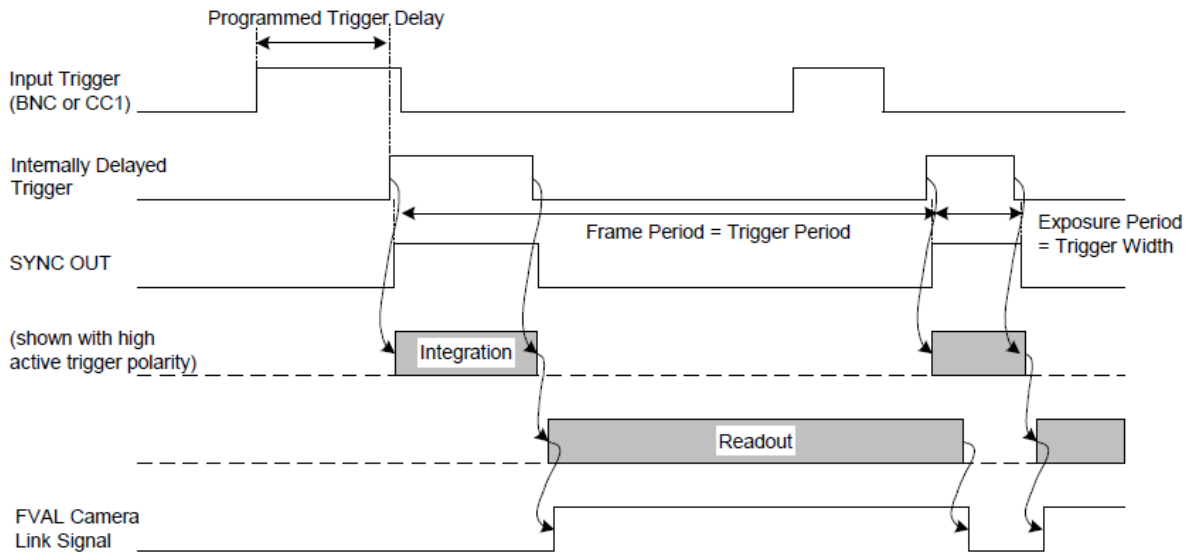 Programmed Trigger Delay
Input Trigger
(BNC or CC1)
Internally Delayed
Trigger
Frame Period = Trigger Period
Exposure Period
= Trigger Width
SYNC OUT
(shown with high
active trigger polarity)
Integration
Readout
FVAL Camera
Link Signal